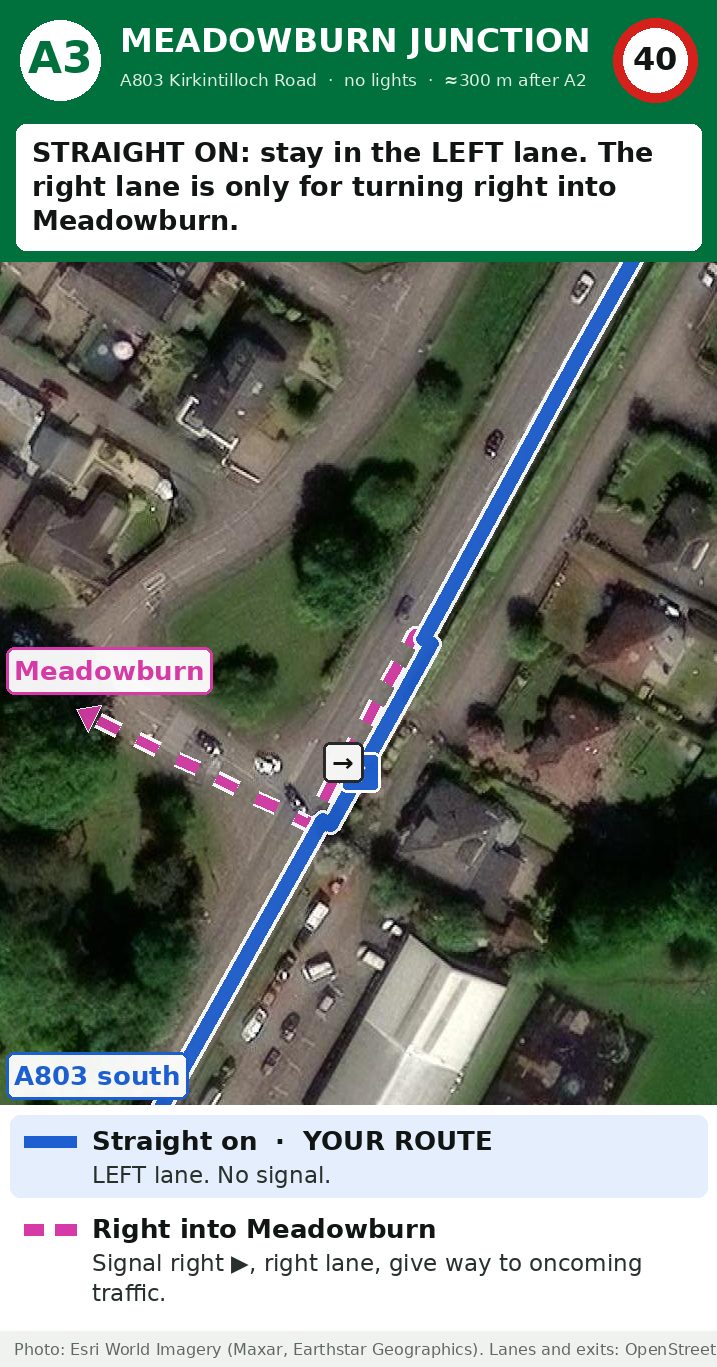 A3
MEADOWBURN JUNCTION
A803 Kirkintilloch Road · no lights · ≈300 m after A2
40
STRAIGHT ON: stay in the LEFT lane. The
right lane is only for turning right into
Meadowburn.
Meadowburn
→
A803 south
Straight on · YOUR ROUTE
LEFT lane. No signal.
Right into Meadowburn
Signal right ▶, right lane, give way to oncoming
traffic.
Photo: Esri World Imagery (Maxar, Earthstar Geographics). Lanes and exits: OpenStreet